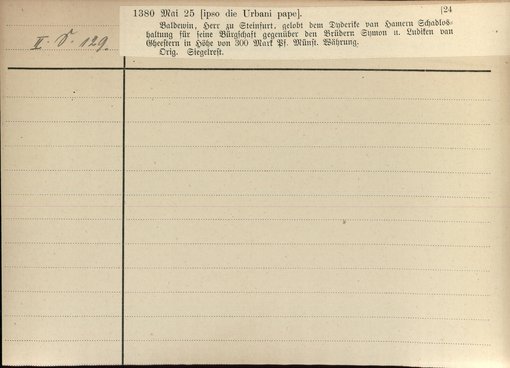 1380 Mai 25 [ipso die Urbani pape]. [24
Baldewin, Herr zu Steinfurt, gelobt dem Dyderike van Hamern Schadlos-
haltung für seine Bürgschaft gegenüber den Brüdern Symon u. Ludiken van
Gheestern in Höhe von 300 Mark Pf. Münst. Währung.
Orig. Siegelrest.
II. S. 129.